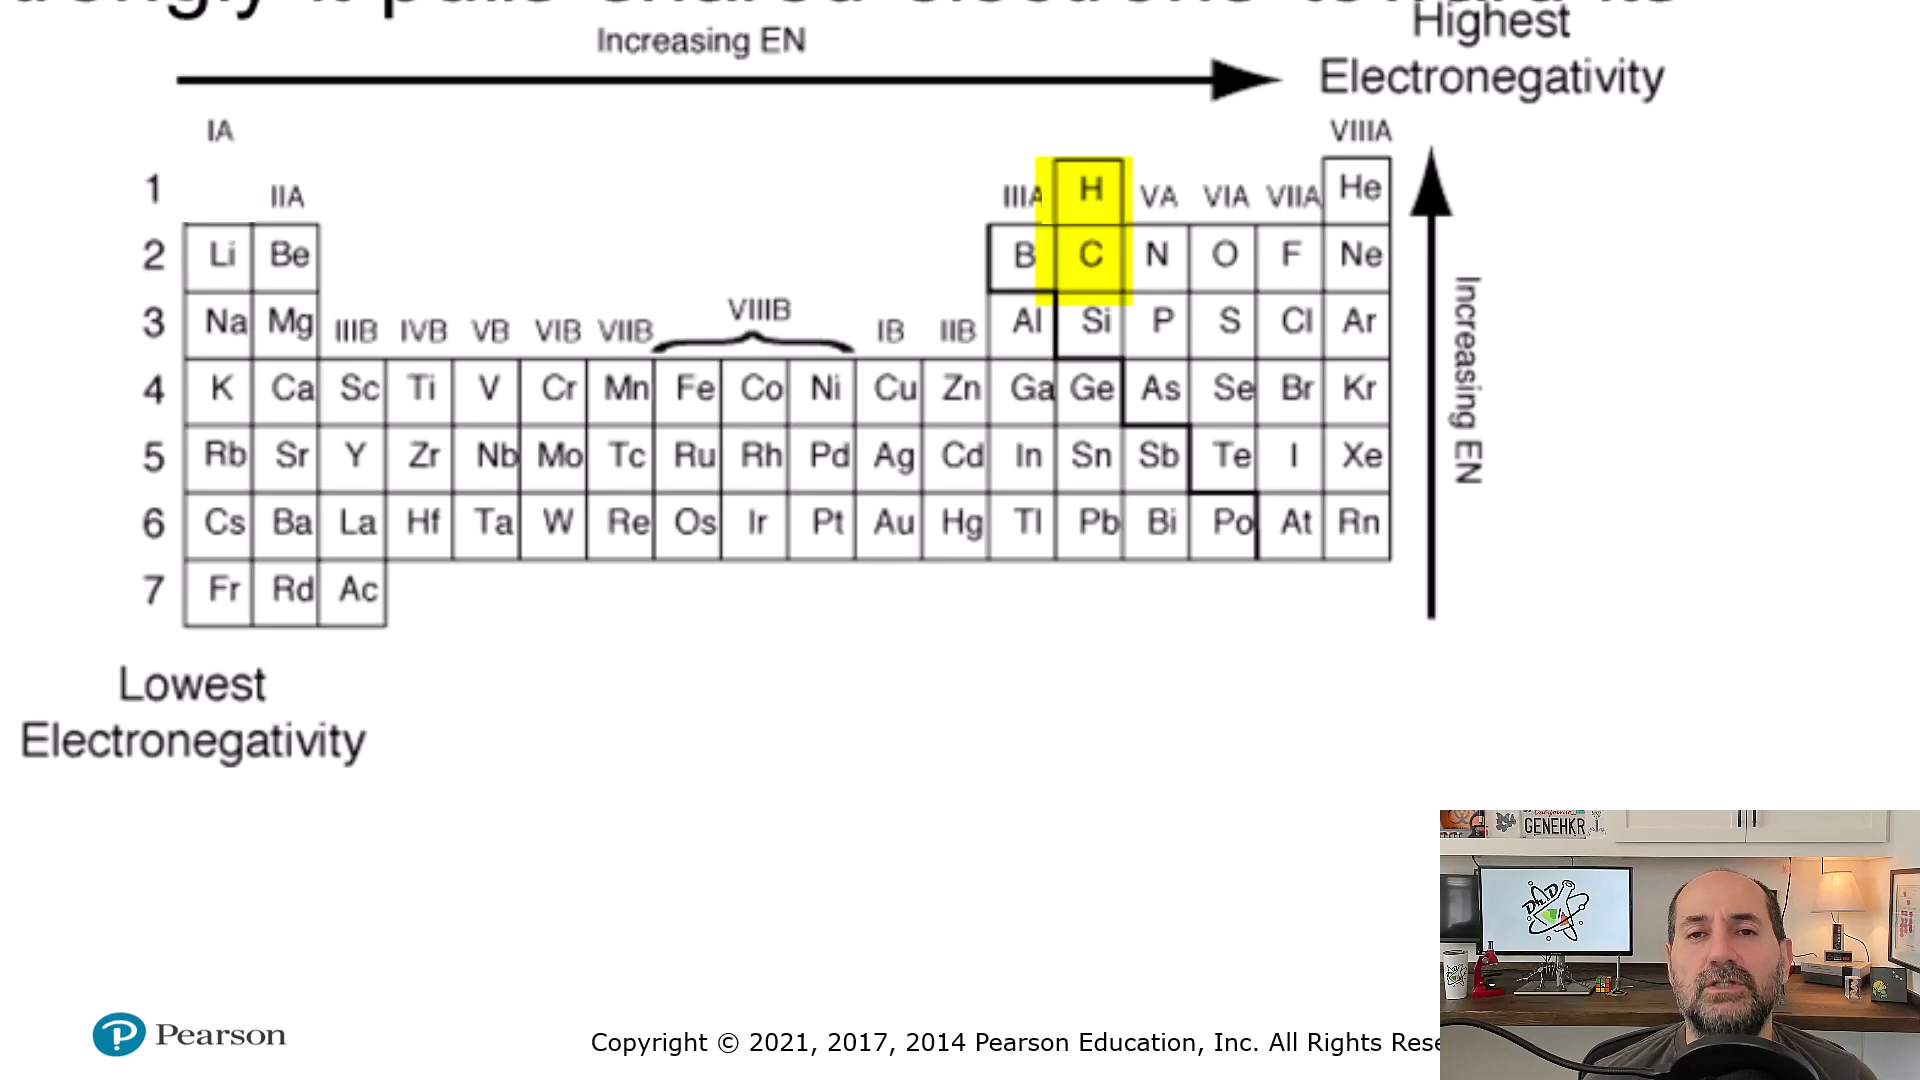 Increasing EN
Highest
Electronegativity
IA
VIIIA
1 IIA IIIA H VA VIA VIIA He
2 Li Be B C N O F Ne
3 Na Mg IIIB IVB VB VIB VIIB VIIIB IB IIB Al Si P S Cl Ar
4 K Ca Sc Ti V Cr Mn Fe Co Ni Cu Zn Ga Ge As Se Br Kr
5 Rb Sr Y Zr Nb Mo Tc Ru Rh Pd Ag Cd In Sn Sb Te I Xe
6 Cs Ba La Hf Ta W Re Os Ir Pt Au Hg Tl Pb Bi Po At Rn
7 Fr Rd Ac
Increasing EN
Lowest
Electronegativity
GENEHKR
Ph.D
Pearson
Copyright © 2021, 2017, 2014 Pearson Education, Inc. All Rights Rese